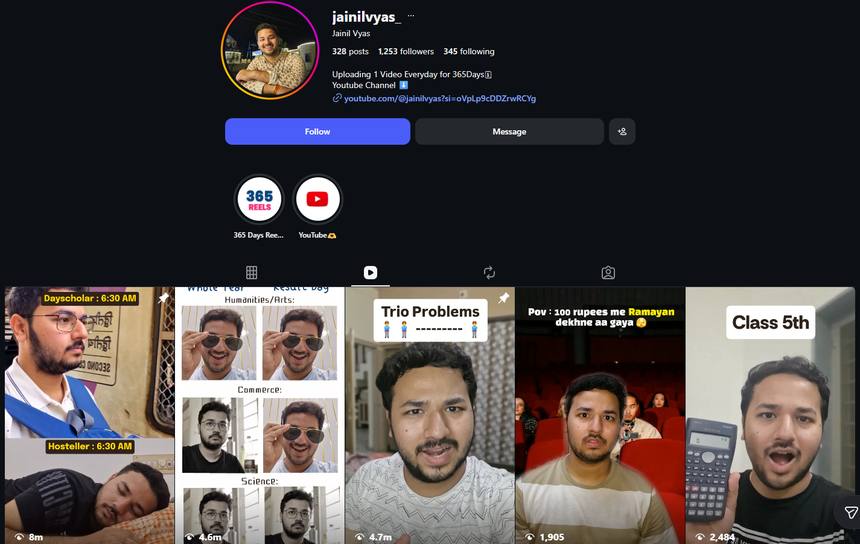 jainilvyas_ ...
Jainil Vyas
328 posts 1,253 followers 345 following
Uploading 1 Video Everyday for 365Days
Youtube Channel
youtube.com/@jainilvyas?si=oVpLp9cDDZrwRCYg
Follow
Message
365
REELS
365 Days Ree...
YouTube
Dayscholar : 6:30 AM
SECOND
Hosteller : 6:30 AM
8m
Whole Year Result Day
Humanities/Arts:
Commerce:
Science:
4.6m
Trio Problems
---------
4.7m
Pov : 100 rupees me Ramayan
dekhne aa gaya
1,905
Class 5th
2,484